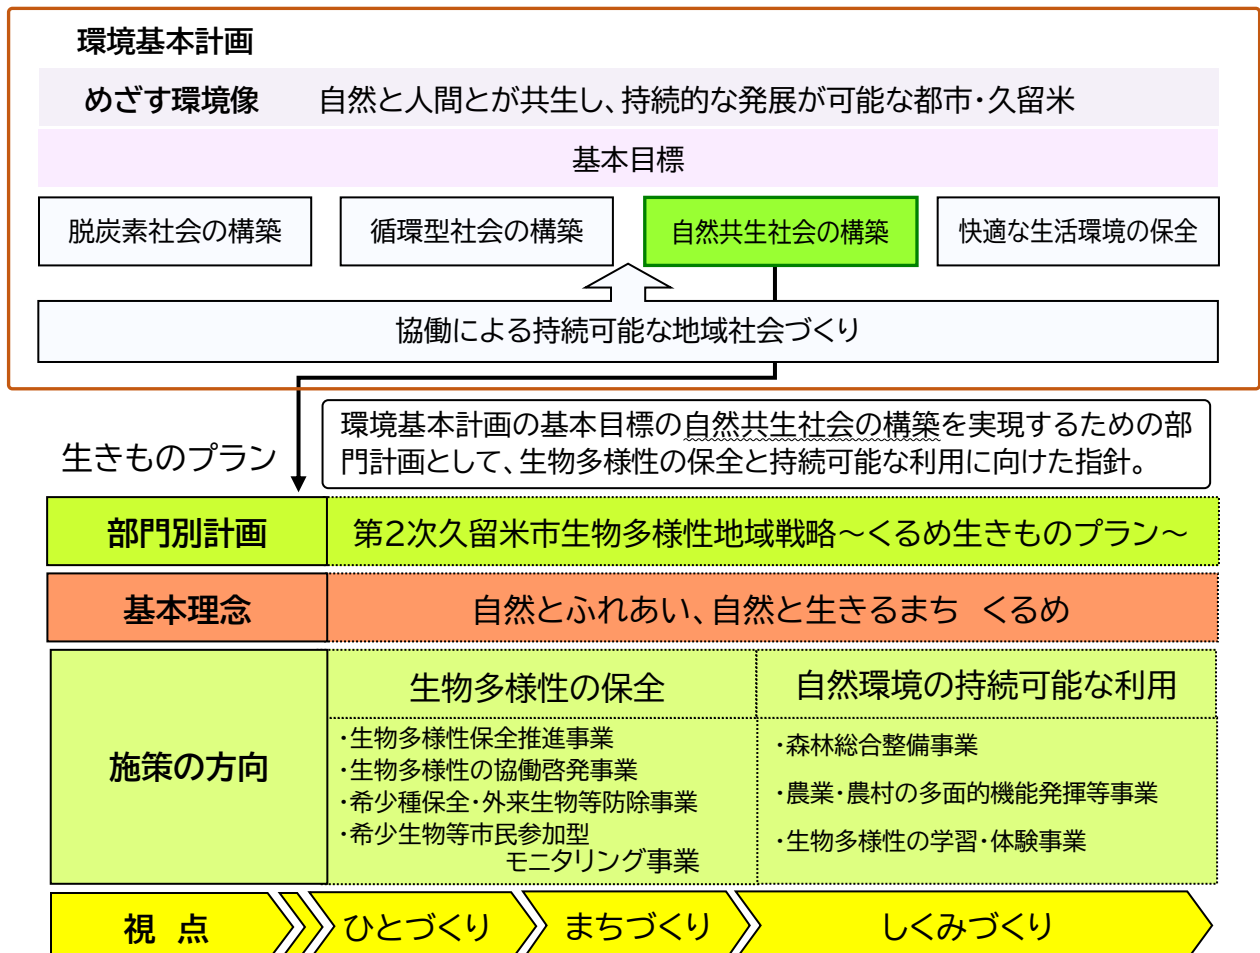 環境基本計画
めざす環境像　自然と人間とが共生し、持続的な発展が可能な都市・久留米
基本目標
脱炭素社会の構築
循環型社会の構築
自然共生社会の構築
快適な生活環境の保全
協働による持続可能な地域社会づくり
生きものプラン
環境基本計画の基本目標の自然共生社会の構築を実現するための部
門計画として、生物多様性の保全と持続可能な利用に向けた指針。
部門別計画
第2次久留米市生物多様性地域戦略～くるめ生きものプラン～
基本理念
自然とふれあい、自然と生きるまち　くるめ
施策の方向
生物多様性の保全
・生物多様性保全推進事業
・生物多様性の協働啓発事業
・希少種保全・外来生物等防除事業
・希少生物等市民参加型
モニタリング事業
自然環境の持続可能な利用
・森林総合整備事業
・農業・農村の多面的機能発揮等事業
・生物多様性の学習・体験事業
視　点
ひとづくり
まちづくり
しくみづくり